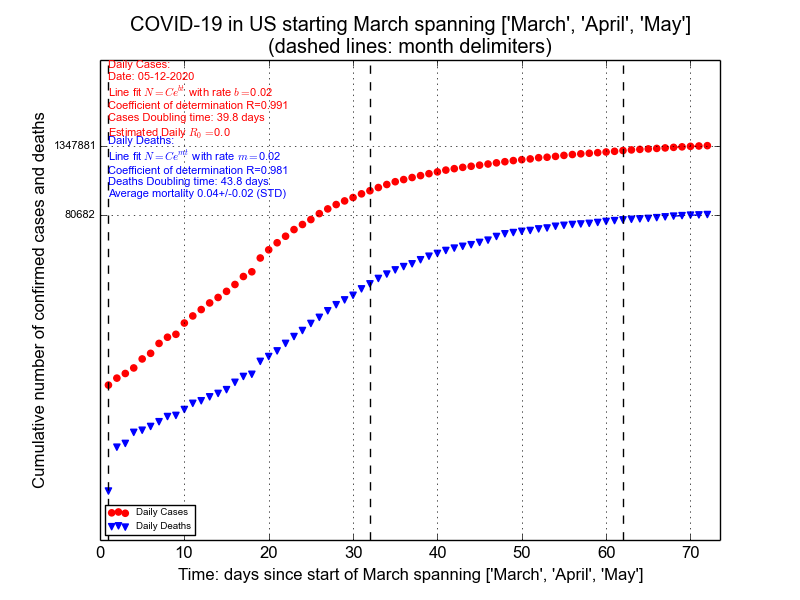 COVID-19 in US starting March spanning ['March', 'April', 'May']
(dashed lines: month delimiters)
Daily Cases:
Date: 05-12-2020
Line fit N = Ce^{bt} with rate b =0.02
Coefficient of determination R=0.991
Cases Doubling time: 39.8 days
Estimated Daily R_0 =0.0
Daily Deaths:
Line fit N = Ce^{mt} with rate m =0.02
Coefficient of determination R=0.981
Deaths Doubling time: 43.8 days
Average mortality 0.04+/-0.02 (STD)
1347881
80682
Cumulative number of confirmed cases and deaths
Daily Cases
Daily Deaths
0 10 20 30 40 50 60 70
Time: days since start of March spanning ['March', 'April', 'May']